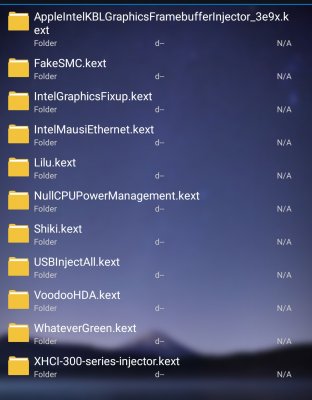 AppleIntelKBLGraphicsFramebufferInjector_3e9x.k
ext
Folder d-- N/A
FakeSMC.kext
Folder d-- N/A
IntelGraphicsFixup.kext
Folder d-- N/A
IntelMausiEthernet.kext
Folder d-- N/A
Lilu.kext
Folder d-- N/A
NullCPUPowerManagement.kext
Folder d-- N/A
Shiki.kext
Folder d-- N/A
USBInjectAll.kext
Folder d-- N/A
VoodooHDA.kext
Folder d-- N/A
WhateverGreen.kext
Folder d-- N/A
XHCI-300-series-injector.kext
Folder d-- N/A